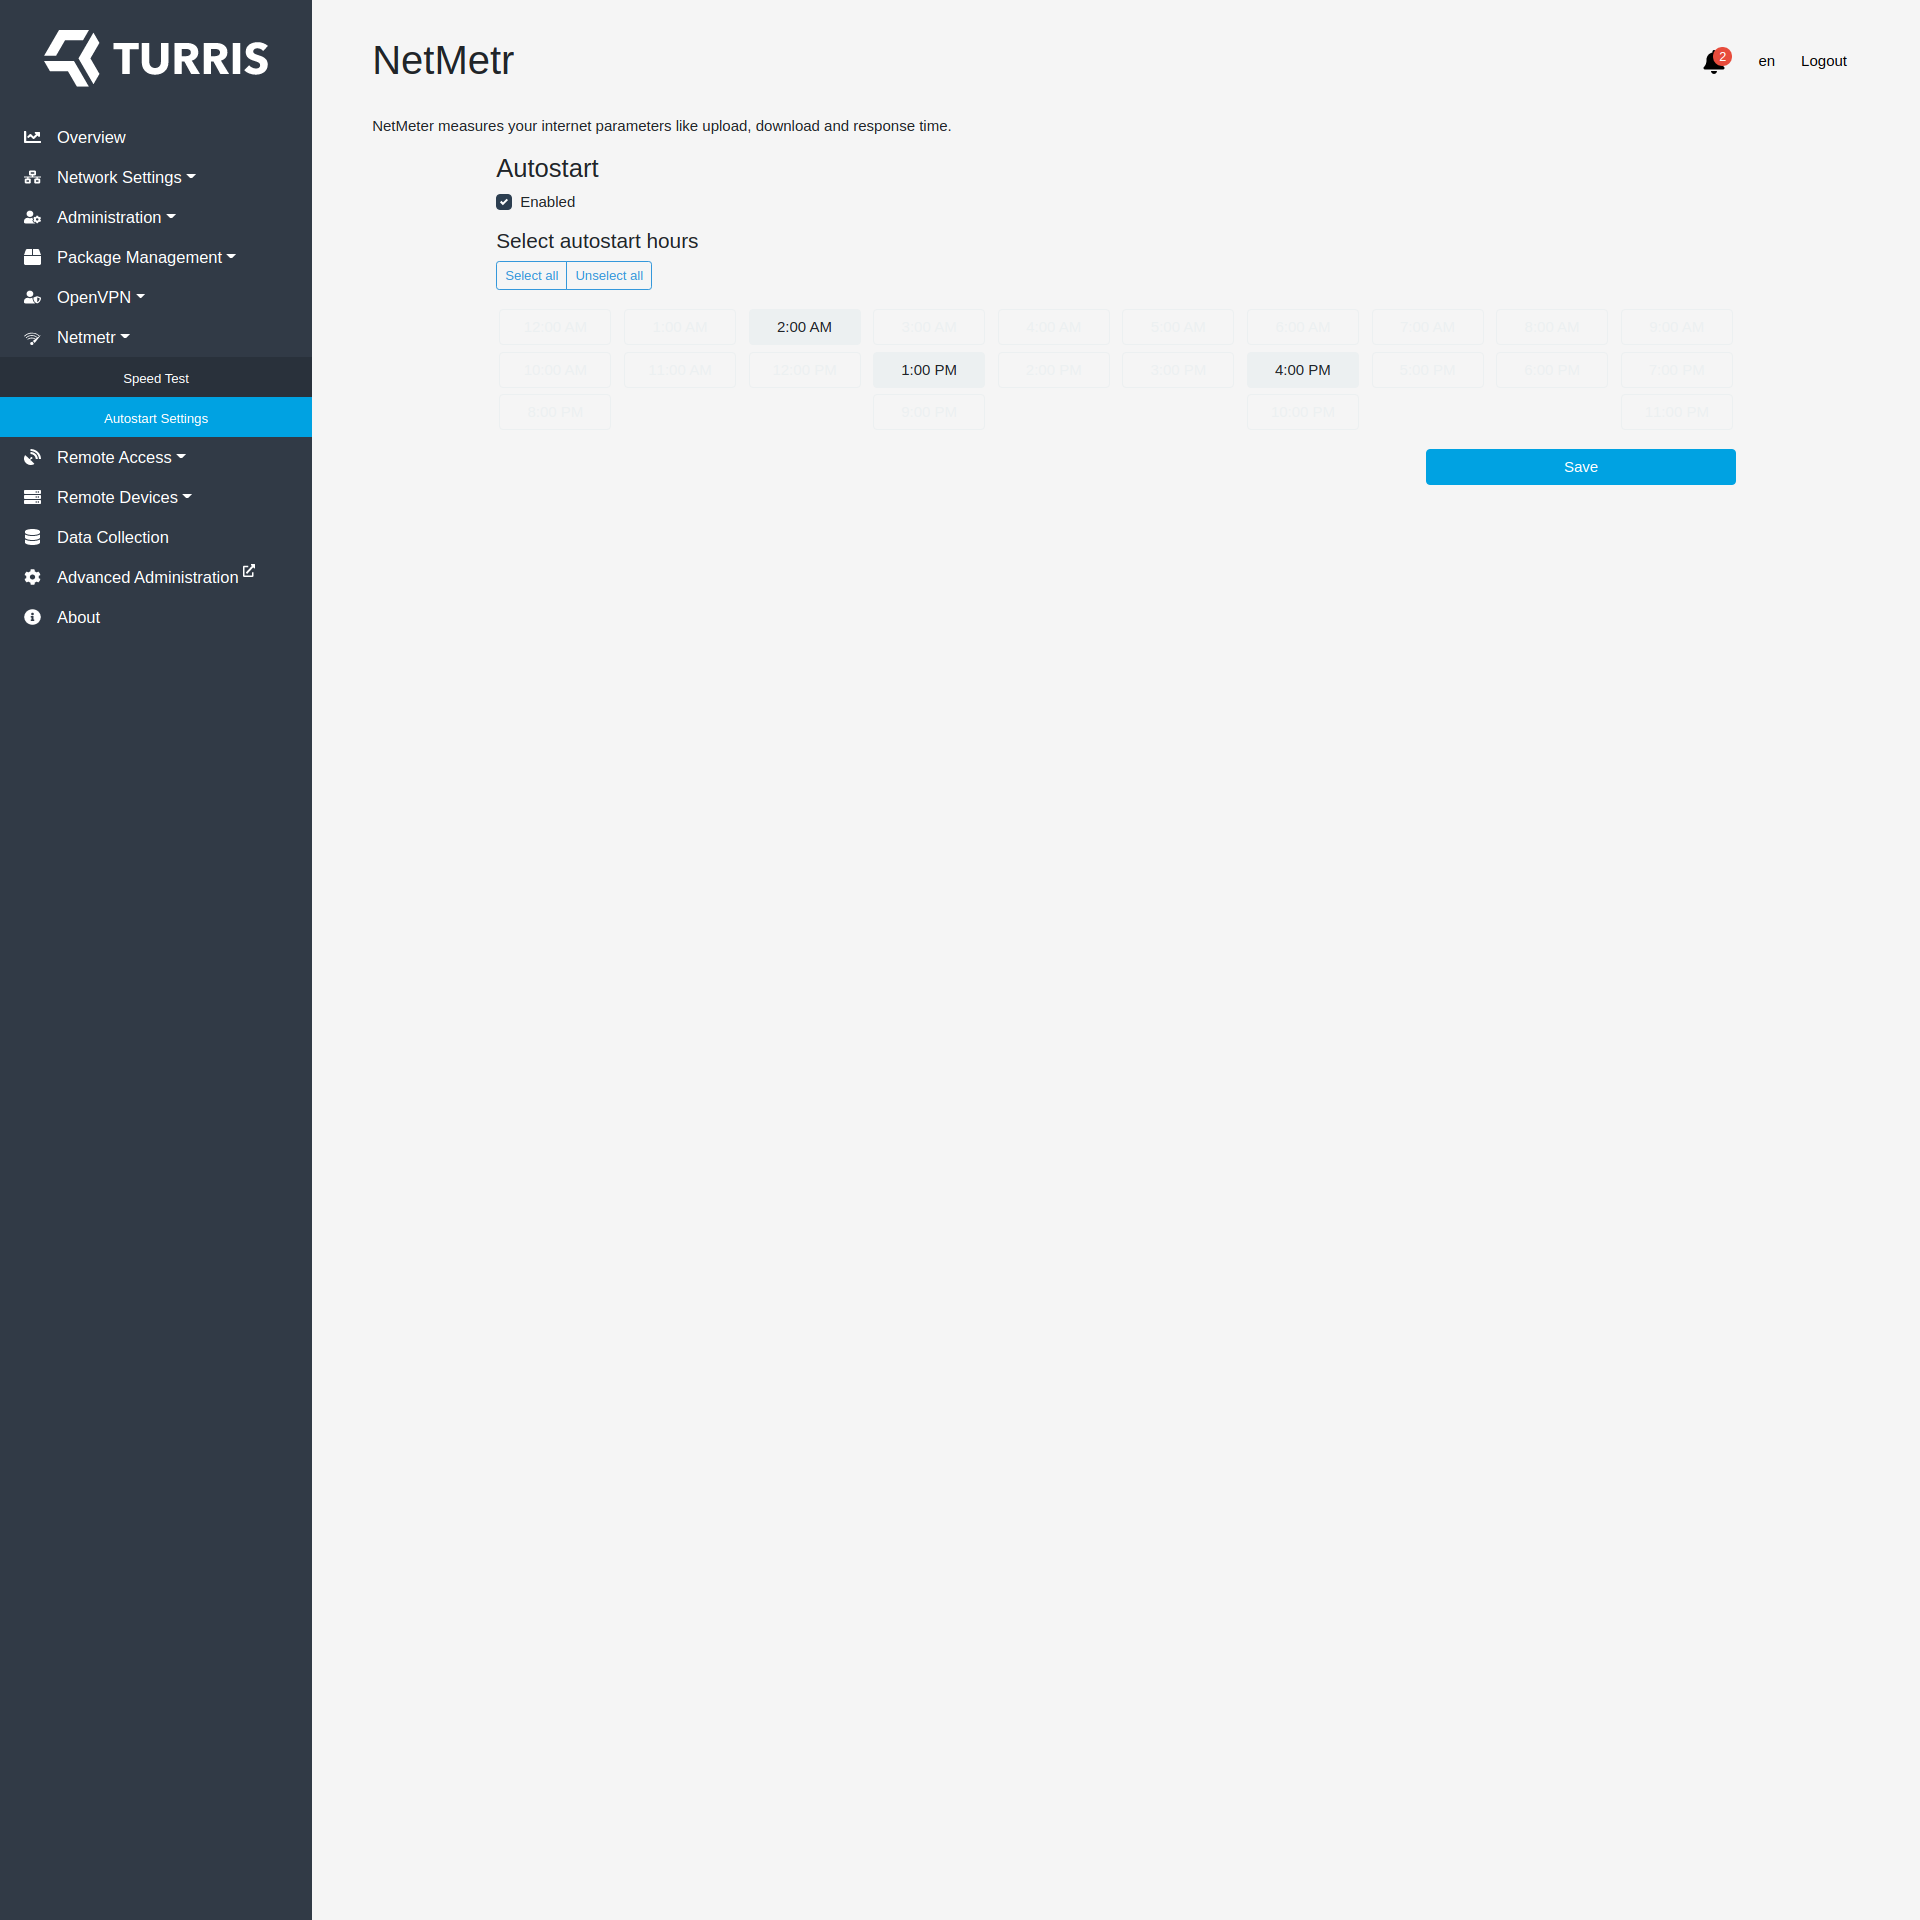 TURRIS
Overview
Network Settings
Administration
Package Management
OpenVPN
Netmetr
Speed Test
Autostart Settings
Remote Access
Remote Devices
Data Collection
Advanced Administration
About
NetMetr
2
en
Logout
NetMeter measures your internet parameters like upload, download and response time.
Autostart
Enabled
Select autostart hours
Select all Unselect all
12:00 AM 1:00 AM 2:00 AM 3:00 AM 4:00 AM 5:00 AM 6:00 AM 7:00 AM 8:00 AM 9:00 AM
10:00 AM 11:00 AM 12:00 PM 1:00 PM 2:00 PM 3:00 PM 4:00 PM 5:00 PM 6:00 PM 7:00 PM
8:00 PM 9:00 PM 10:00 PM 11:00 PM
Save